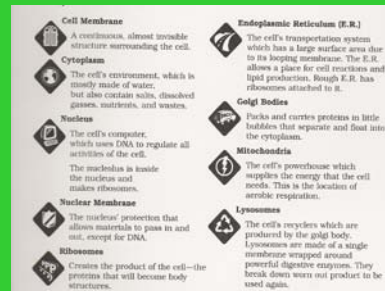 Cell Membrane
A continuous, almost invisible
structure surrounding the cell.
Cytoplasm
The cell's environment, which is
mostly made of water,
but also contain salts, dissolved
gasses, nutrients, and wastes.
Nucleus
The cell's computer,
which uses DNA to regulate all
activities of the cell.
The nucleolus is inside
the nucleus and
makes ribosomes.
Nuclear Membrane
The nucleus' protection that
allows materials to pass in and
out, except for DNA.
Ribosomes
Creates the product of the cell—the
proteins that will become body
structures.
Endoplasmic Reticulum (E.R.)
The cell's transportation system
which has a large surface area due
to its looping membrane. The E.R.
allows a place for cell reactions and
lipid production. Rough E.R. has
ribosomes attached to it.
Golgi Bodies
Packs and carries proteins in little
bubbles that separate and float into
the cytoplasm.
Mitochondria
The cell's powerhouse which
supplies the energy that the cell
needs. This is the location of
aerobic respiration.
Lysosomes
The cell's recyclers which are
produced by the golgi body.
Lysosomes are made of a single
membrane wrapped around
powerful digestive enzymes. They
break down worn out product to be
used again.